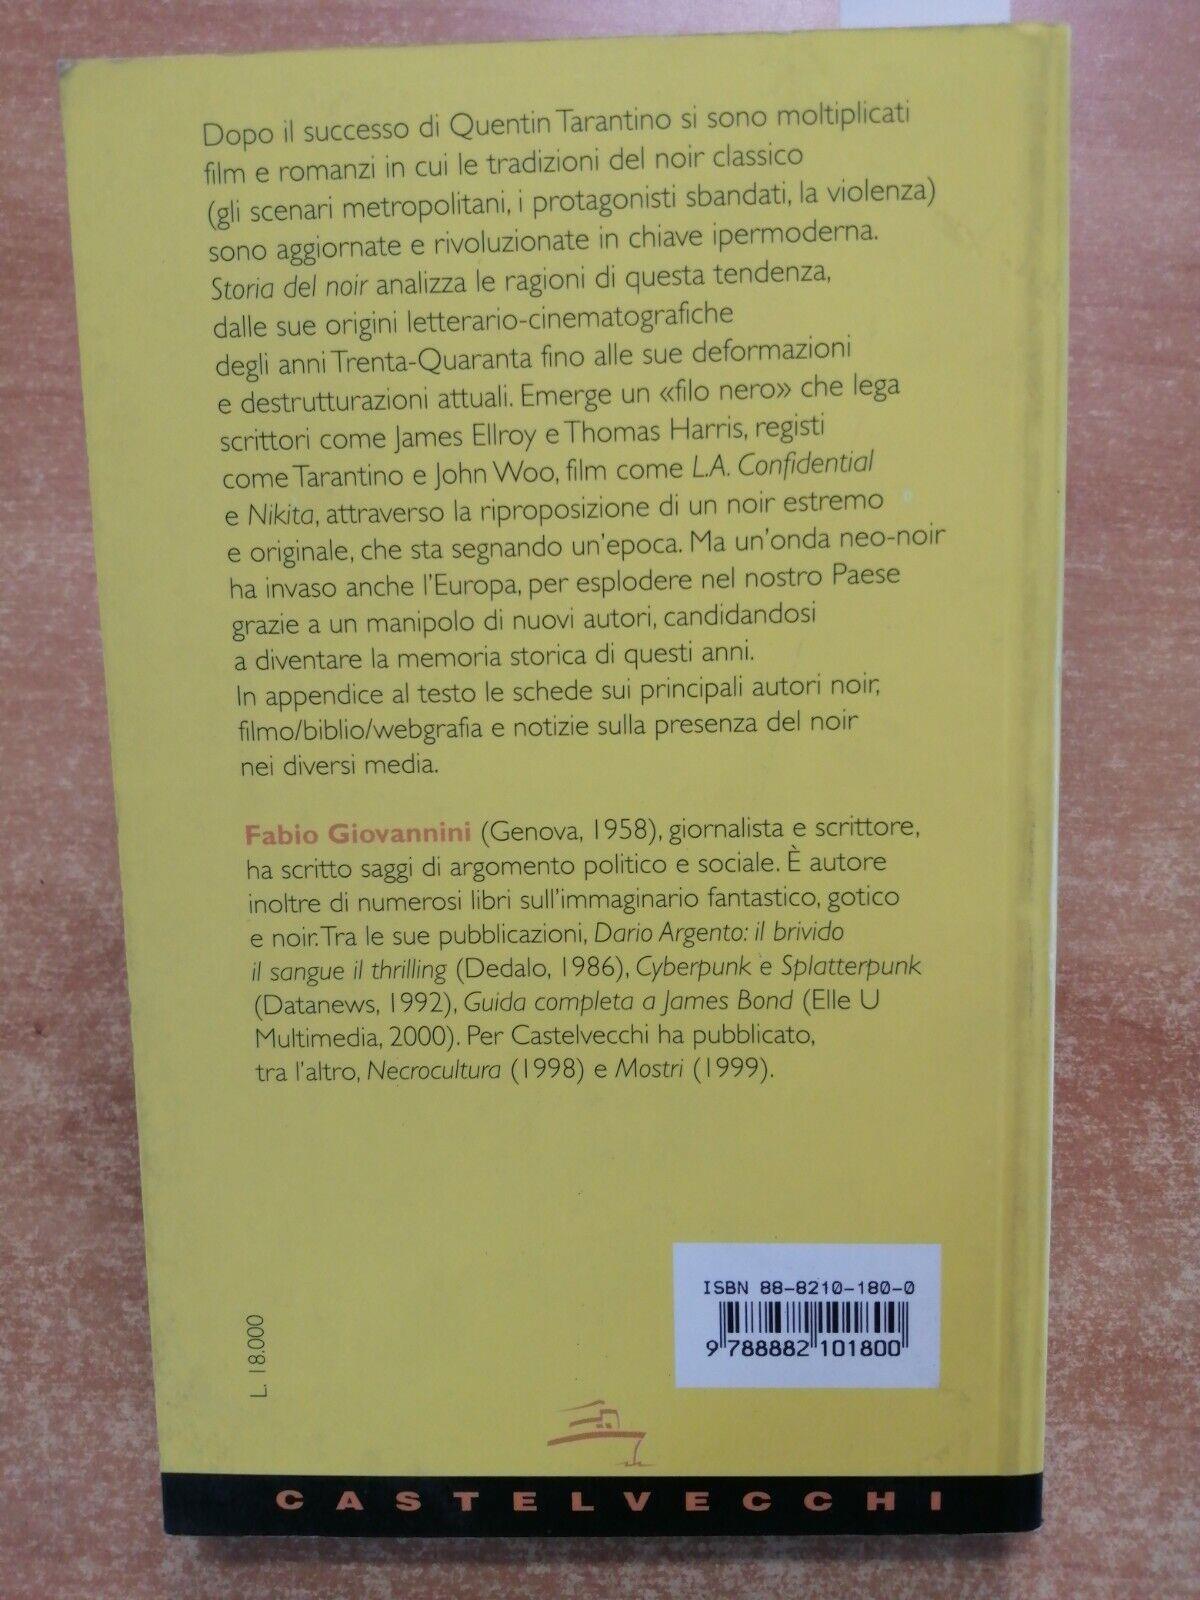 Dopo il successo di Quentin Tarantino si sono moltiplicati
film e romanzi in cui le tradizioni del noir classico
(gli scenari metropolitani, i protagonisti sbandati, la violenza)
sono aggiornate e rivoluzionate in chiave ipermoderna.
Storia del noir analizza le ragioni di questa tendenza,
dalle sue origini letterario-cinematografiche
degli anni Trenta-Quaranta fino alle sue deformazioni
e destrutturazioni attuali. Emerge un «filo nero» che lega
scrittori come James Ellroy e Thomas Harris, registi
come Tarantino e John Woo, film come L.A. Confidential
e Nikita, attraverso la riproposizione di un noir estremo
e originale, che sta segnando un'epoca. Ma un'onda neo-noir
ha invaso anche l'Europa, per esplodere nel nostro Paese
grazie a un manipolo di nuovi autori, candidandosi
a diventare la memoria storica di questi anni.
In appendice al testo le schede sui principali autori noir,
filmo/biblio/webgrafia e notizie sulla presenza del noir
nei diversi media.
Fabio Giovannini (Genova, 1958), giornalista e scrittore,
ha scritto saggi di argomento politico e sociale. È autore
inoltre di numerosi libri sull'immaginario fantastico, gotico
e noir. Tra le sue pubblicazioni, Dario Argento: il brivido
il sangue il thrilling (Dedalo, 1986), Cyberpunk e Splatterpunk
(Datanews, 1992), Guida completa a James Bond (Elle U
Multimedia, 2000). Per Castelvecchi ha pubblicato,
tra l'altro, Necrocultura (1998) e Mostri (1999).
L. 18.000
ISBN 88-8210-180-0
9 788882 101800
CASTELVECCHI